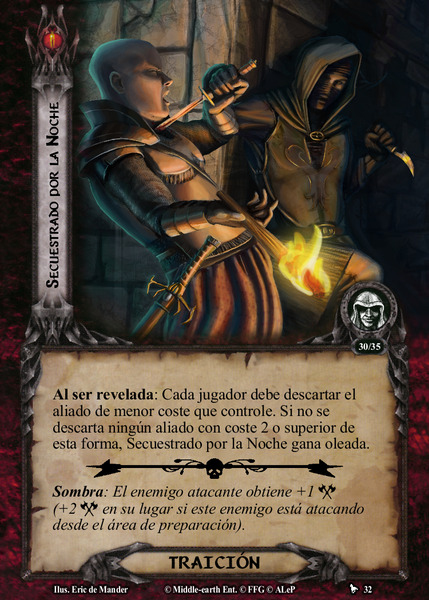 Secuestrado por la Noche
30/35
Al ser revelada: Cada jugador debe descartar el
aliado de menor coste que controle. Si no se
descarta ningún aliado con coste 2 o superior de
esta forma, Secuestrado por la Noche gana oleada.
Sombra: El enemigo atacante obtiene +1
(+2 en su lugar si este enemigo está atacando
desde el área de preparación).
TRAICIÓN
Ilus. Eric de Mander © Middle-earth Ent. © FFG © ALeP 32